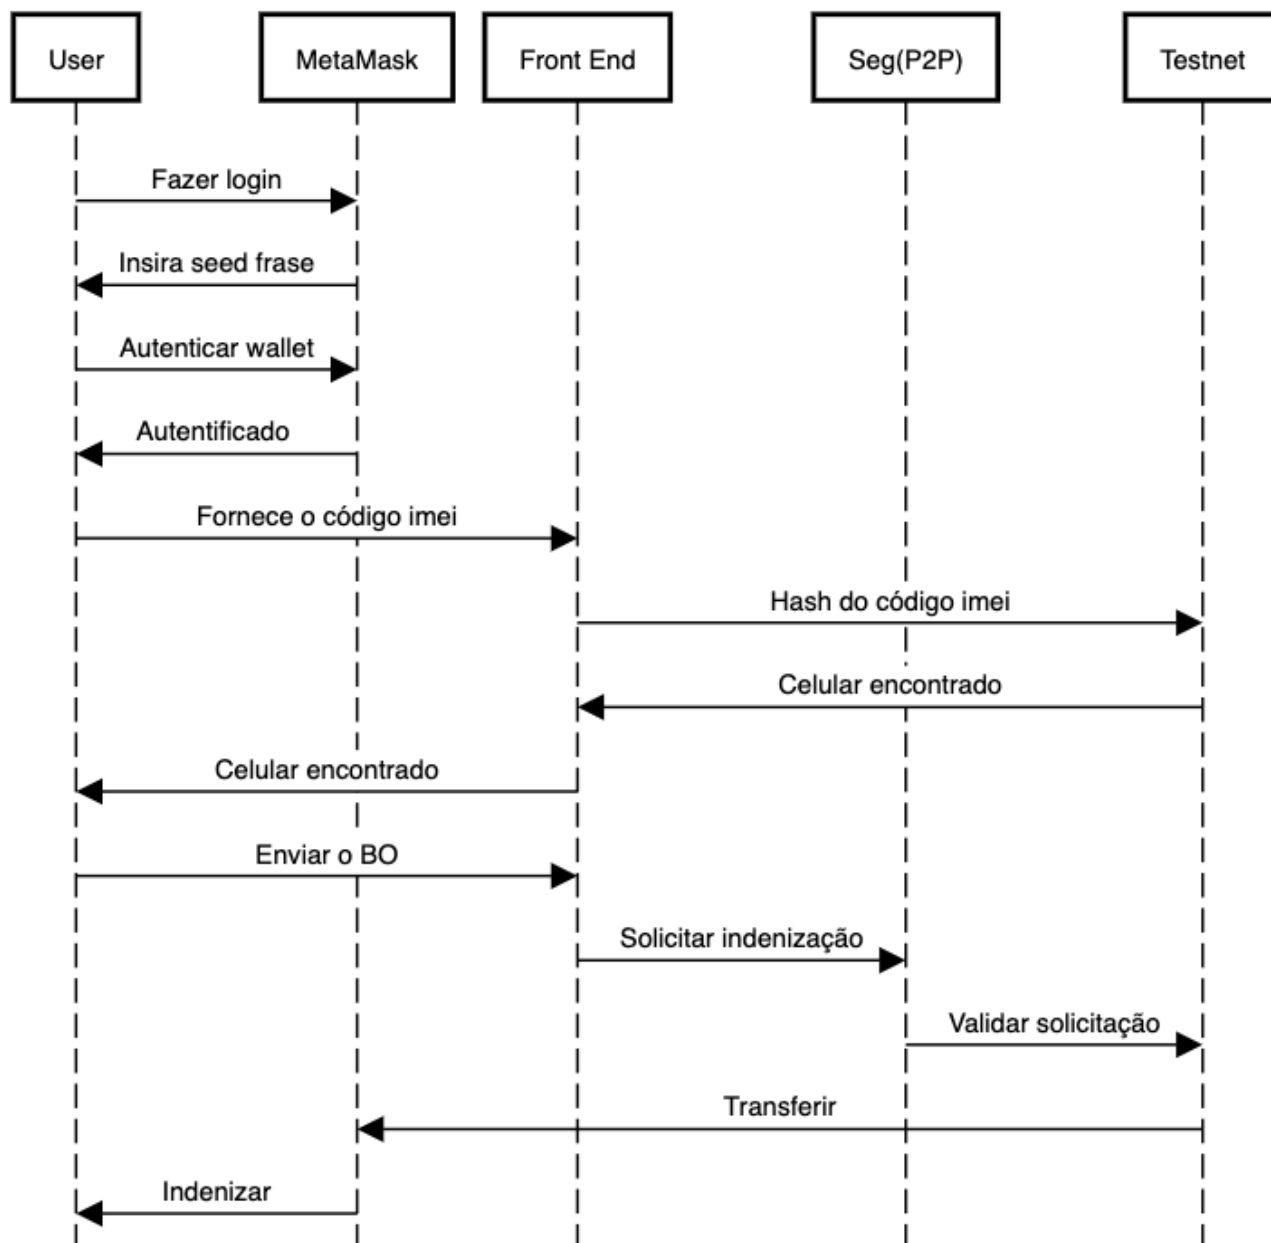 User
MetaMask
Front End
Seg(P2P)
Testnet
Fazer login
Insira seed frase
Autenticar wallet
Autentificado
Fornece o código imei
Hash do código imei
Celular encontrado
Celular encontrado
Enviar o BO
Solicitar indenização
Validar solicitação
Transferir
Indenizar